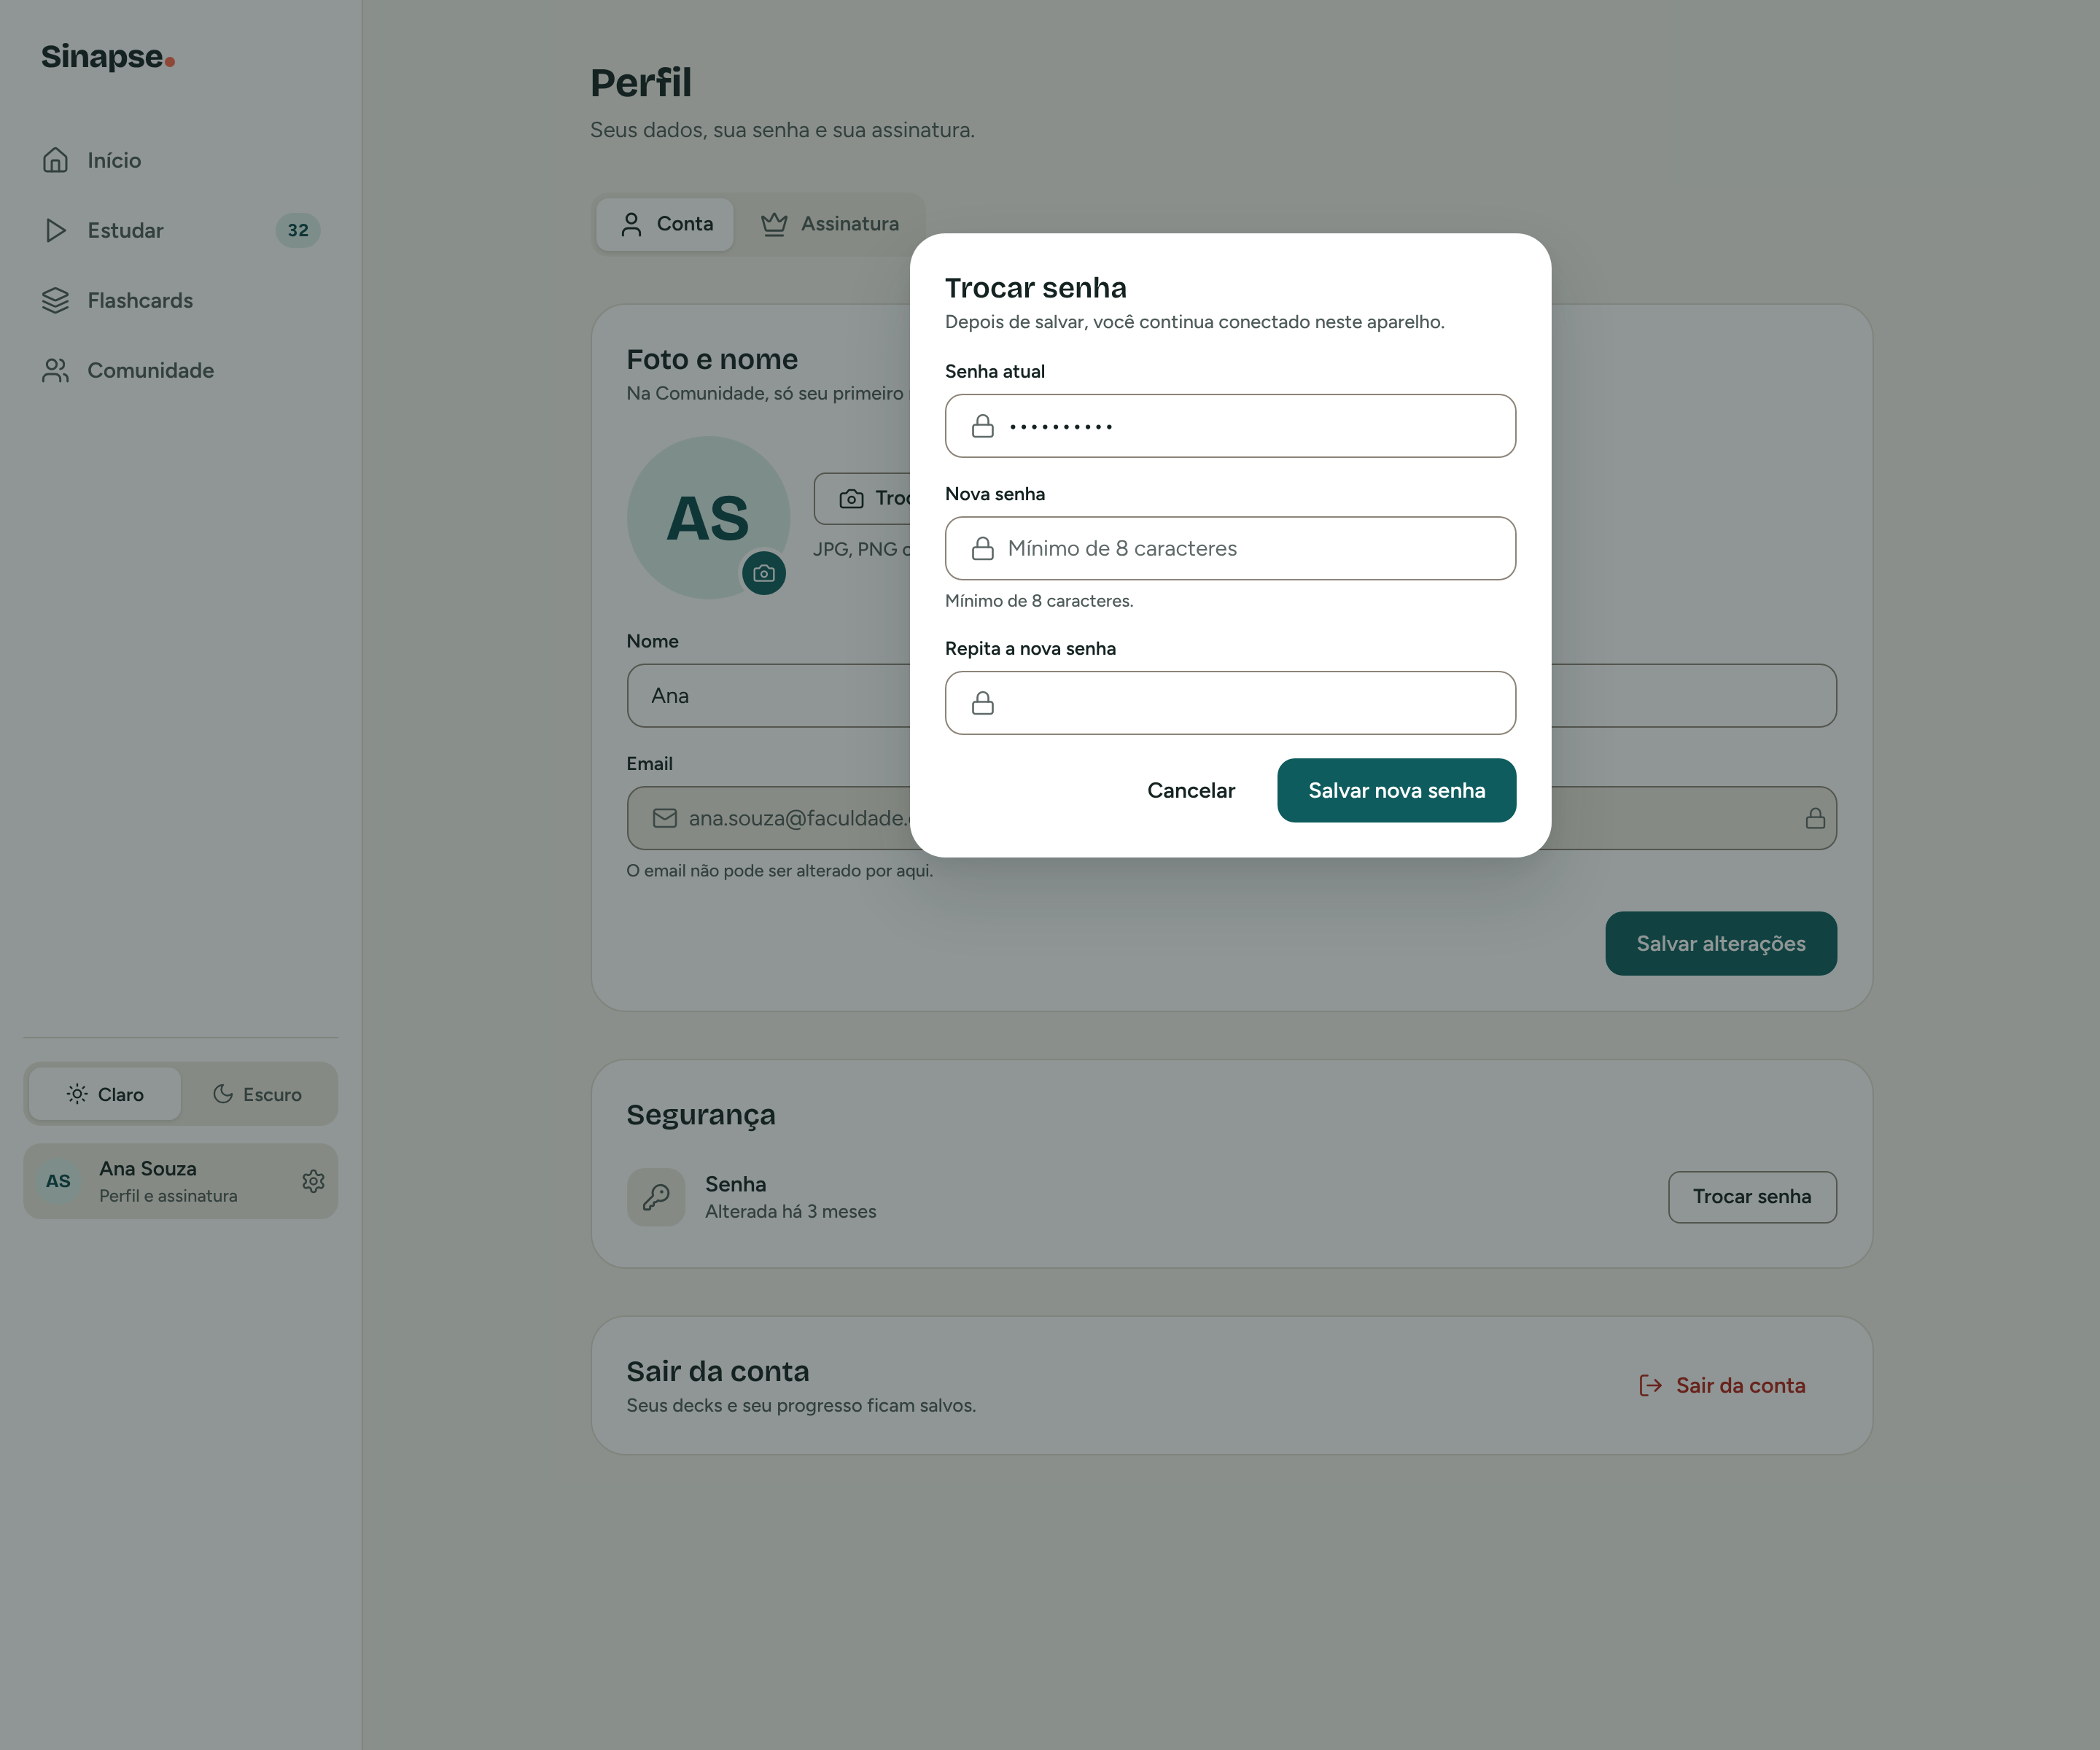 Sinapse.
Início
Estudar
32
Flashcards
Comunidade
Claro
Escuro
AS
Ana Souza
Perfil e assinatura
Perfil
Seus dados, sua senha e sua assinatura.
Conta
Assinatura
Foto e nome
Na Comunidade, só seu primeiro
AS
JPG, PNG
Nome
Ana
Email
ana.souza@faculdade.
O email não pode ser alterado por aqui.
Salvar alterações
Trocar senha
Depois de salvar, você continua conectado neste aparelho.
Senha atual
••••••••••
Nova senha
Mínimo de 8 caracteres
Mínimo de 8 caracteres.
Repita a nova senha
Cancelar
Salvar nova senha
Segurança
Senha
Alterada há 3 meses
Trocar senha
Sair da conta
Seus decks e seu progresso ficam salvos.
Sair da conta